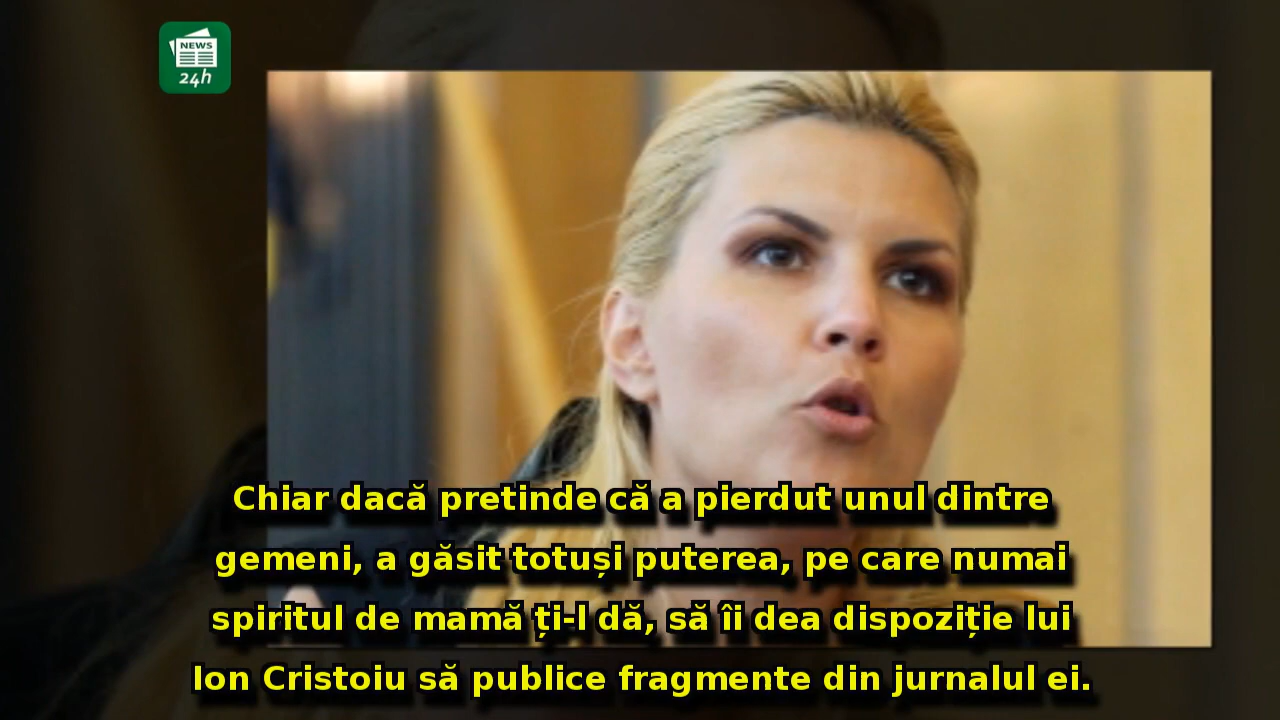 NEWS
24h
Chiar dacă pretinde că a pierdut unul dintre
gemeni, a găsit totuși puterea, pe care numai
spiritul de mamă ți-l dă, să îi dea dispoziție lui
Ion Cristoiu să publice fragmente din jurnalul ei.